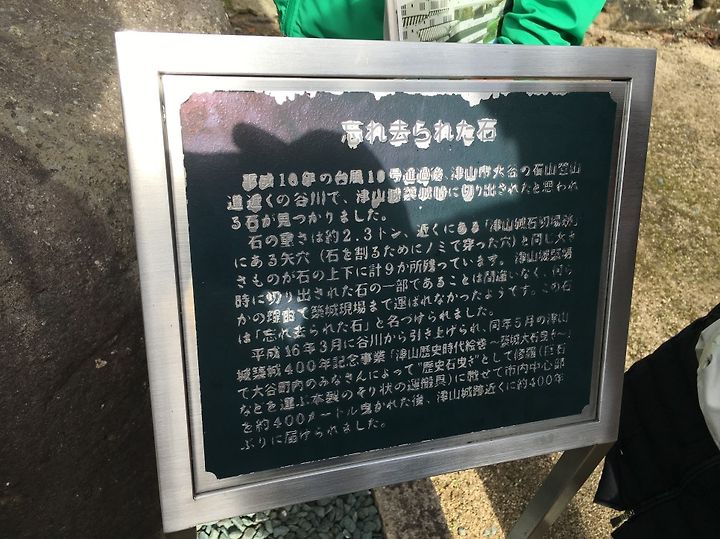 忘れ去られた石
平成10年の台風10号通過後、津山市大谷の石山登山
道近くの谷川で、津山城築城時に切り出されたと思われ
る石が見つかりました。
石の重さは約2.3トン、近くにある「津山城石切場跡」
にある矢穴（石を割るためにノミで穿った穴）と同じ大き
さのものが石の上下に計9か所残っています。津山城築城
時に切り出された石の一部であることは間違いなく、何ら
かの理由で築城現場まで運ばれなかったようです。この石
は「忘れ去られた石」と名づけられました。
平成16年3月に谷川から引き上げられ、同年5月の津山
城築城400年記念事業「津山歴史時代絵巻〜築城大石曳き〜」
で大谷町内のみなさんによって"歴史石曳き"として修羅（巨石
などを運ぶ木製のそり状の運搬具）に載せて市内中心部
を約400メートル曳かれた後、津山城跡近くに約400年
ぶりに届けられました。